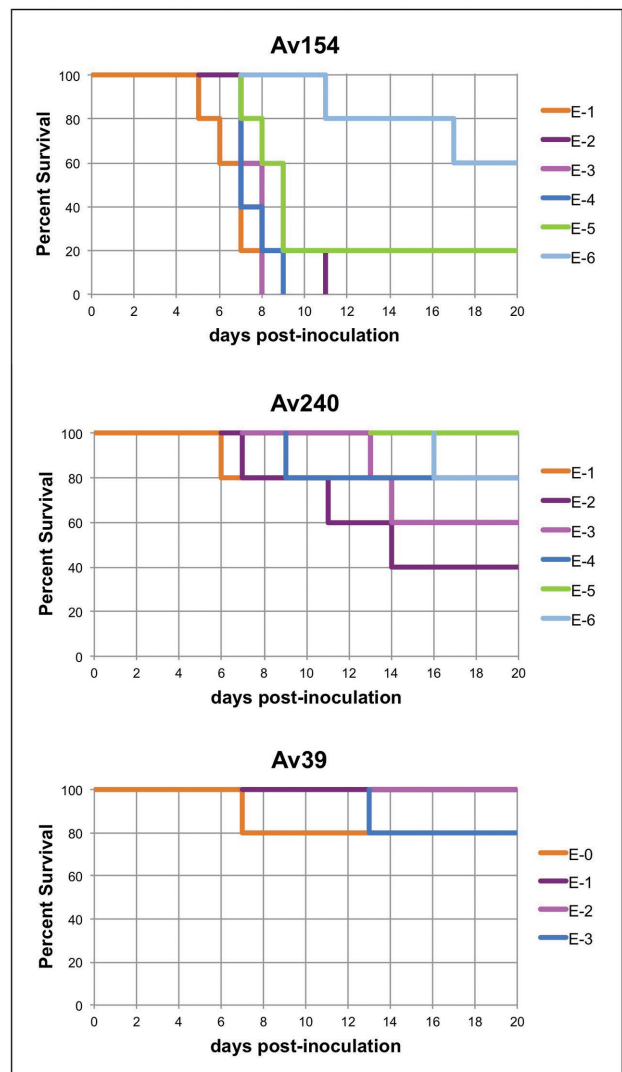 Av154
Percent Survival
100
80
60
40
20
0
0 2 4 6 8 10 12 14 16 18 20
days post-inoculation
E-1
E-2
E-3
E-4
E-5
E-6
Av240
Percent Survival
100
80
60
40
20
0
0 2 4 6 8 10 12 14 16 18 20
days post-inoculation
E-1
E-2
E-3
E-4
E-5
E-6
Av39
Percent Survival
100
80
60
40
20
0
0 2 4 6 8 10 12 14 16 18 20
days post-inoculation
E-0
E-1
E-2
E-3